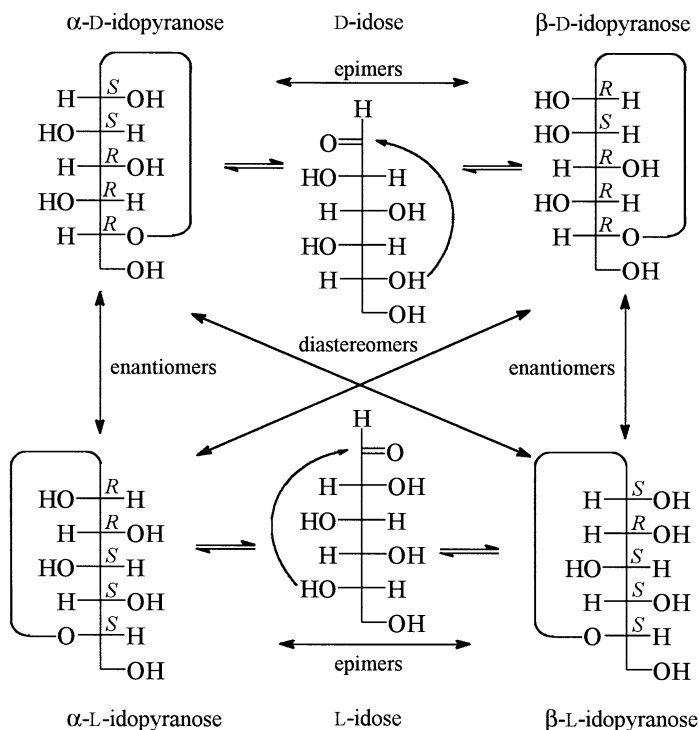 α-D-idopyranose
D-idose
β-D-idopyranose
epimers
H S OH
HO S H
H R OH
HO R H
H R O
OH
H
O
HO H
H OH
HO H
H OH
OH
HO R H
HO S H
H R OH
HO R H
H R O
OH
enantiomers
diastereomers
enantiomers
HO R H
H R OH
HO S H
H S OH
O S H
OH
H
O
H OH
HO H
H OH
HO H
OH
H S OH
H R OH
HO S H
H S OH
O S H
OH
epimers
α-L-idopyranose
L-idose
β-L-idopyranose